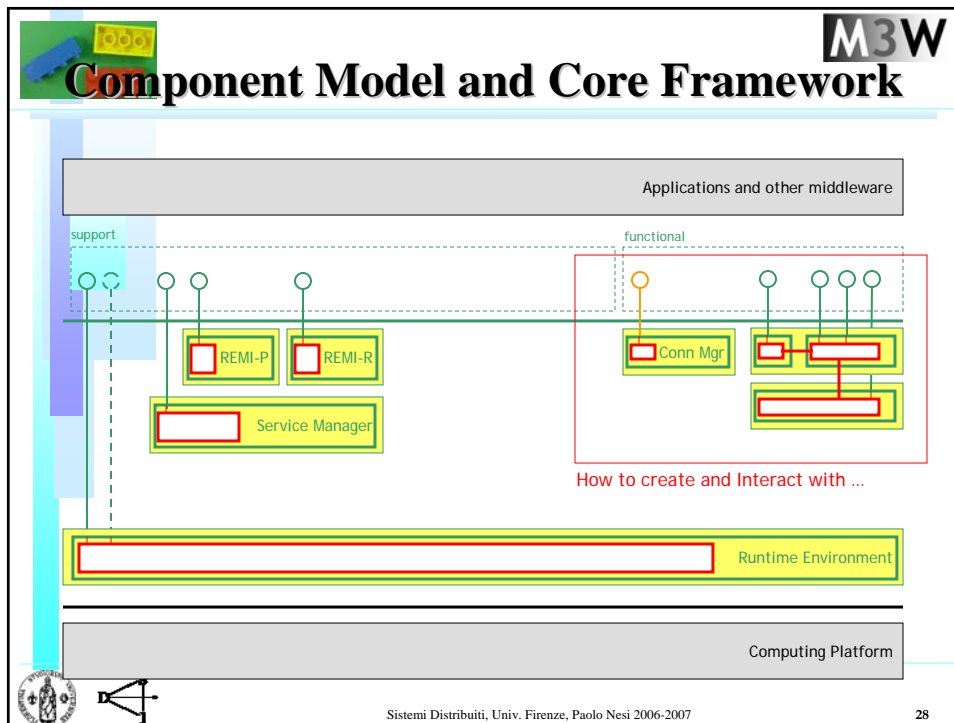 M3W
Component Model and Core Framework
Applications and other middleware
support
functional
REMI-P
REMI-R
Conn Mgr
Service Manager
How to create and Interact with ...
Runtime Environment
Computing Platform
Sistemi Distribuiti, Univ. Firenze, Paolo Nesi 2006-2007
28